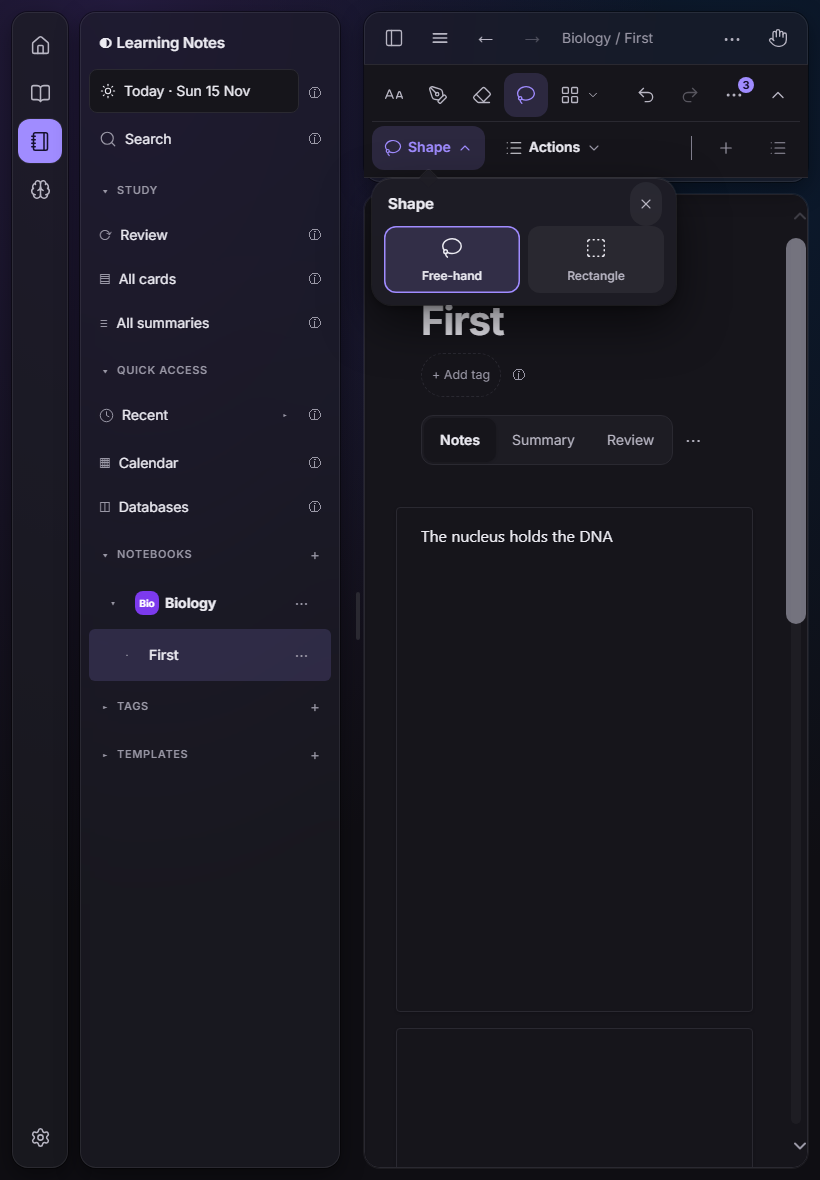 Learning Notes
Today · Sun 15 Nov
Search
STUDY
Review
All cards
All summaries
QUICK ACCESS
Recent
Calendar
Databases
NOTEBOOKS
Bio Biology
First
TAGS
TEMPLATES
Biology / First
AA
3
Shape
Actions
Shape
Free-hand
Rectangle
First
+ Add tag
Notes Summary Review
The nucleus holds the DNA